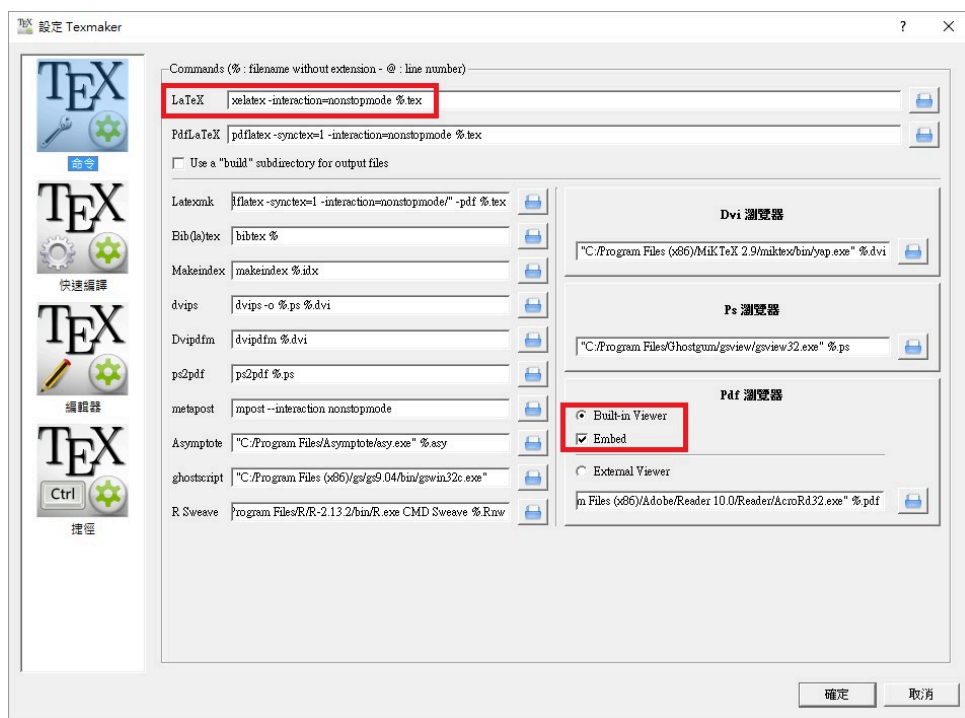 TEX 設定 Texmaker ? ×
TEX
命令
TEX
快速編譯
TEX
編輯器
TEX
Ctrl
捷徑
Commands (% : filename without extension - @ : line number)
LaTeX xelatex -interaction=nonstopmode %.tex
PdfLaTeX pdflatex -synctex=1 -interaction=nonstopmode %.tex
Use a "build" subdirectory for output files
Latexmk dflatex -synctex=1 -interaction=nonstopmode/" -pdf %.tex
Bib(la)tex bibtex %
Makeindex makeindex %.idx
dvips dvips -o %.ps %.dvi
Dvipdfm dvipdfm %.dvi
ps2pdf ps2pdf %.ps
metapost mpost --interaction nonstopmode
Asymptote "C:/Program Files/Asymptote/asy.exe" %.asy
ghostscript "C:/Program Files (x86)/gs/gs9.04/bin/gswin32c.exe"
R Sweave Program Files/R/R-2.13.2/bin/R.exe CMD Sweave %.Rnw
Dvi 瀏覽器
"C:/Program Files (x86)/MiKTeX 2.9/miktex/bin/yap.exe" %.dvi
Ps 瀏覽器
"C:/Program Files/Ghostgum/gsview/gsview32.exe" %.ps
Pdf 瀏覽器
Built-in Viewer
Embed
External Viewer
m Files (x86)/Adobe/Reader 10.0/Reader/AcroRd32.exe" %.pdf
確定 取消